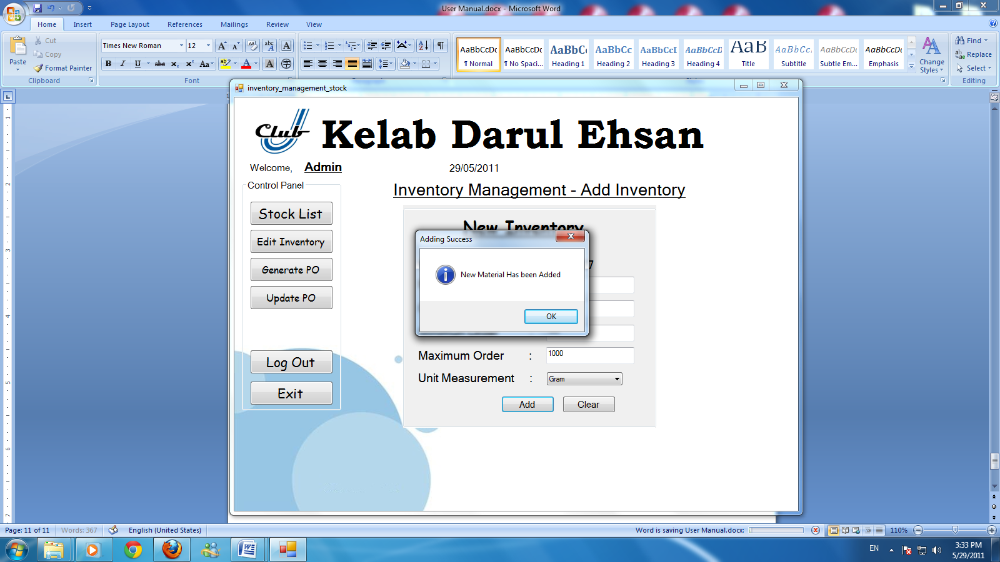 User Manual.docx - Microsoft Word
Home Insert Page Layout References Mailings Review View
Paste
Cut
Copy
Format Painter
Clipboard
Times New Roman 12
Font
AaBbCcDc AaBbCcDc AaBbC AaBbCc AaBbCcI AaBbCcD AaB AaBbCc. AaBbCcDc AaBbCcDc
¶ Normal ¶ No Spaci... Heading 1 Heading 2 Heading 3 Heading 4 Title Subtitle Subtle Em... Emphasis
Change Styles
Find
Replace
Select
Editing
inventory_management_stock
Club
Kelab Darul Ehsan
Welcome, Admin
29/05/2011
Control Panel
Stock List
Edit Inventory
Generate PO
Update PO
Log Out
Exit
Inventory Management - Add Inventory
New Inventory
7
Adding Success
New Material Has been Added
OK
Maximum Order : 1000
Unit Measurement : Gram
Add Clear
Page: 11 of 11 Words: 367 English (United States)
Word is saving User Manual.docx:
110%
EN
3:33 PM
5/29/2011